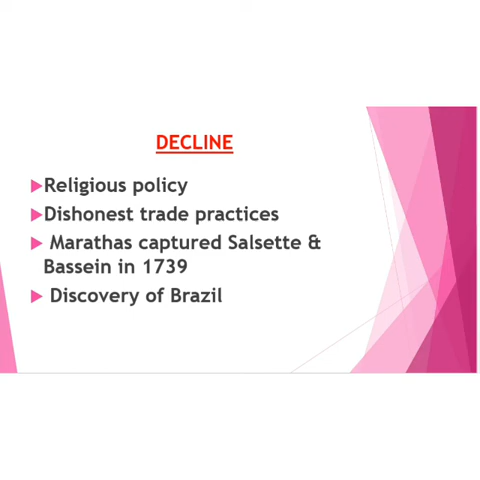 DECLINE
Religious policy
Dishonest trade practices
Marathas captured Salsette &
Bassein in 1739
Discovery of Brazil